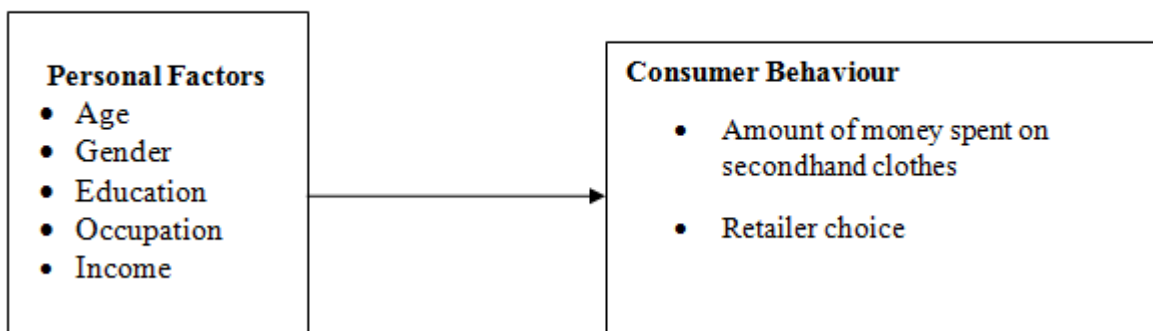 Personal Factors
• Age
• Gender
• Education
• Occupation
• Income
Consumer Behaviour
• Amount of money spent on
secondhand clothes
• Retailer choice